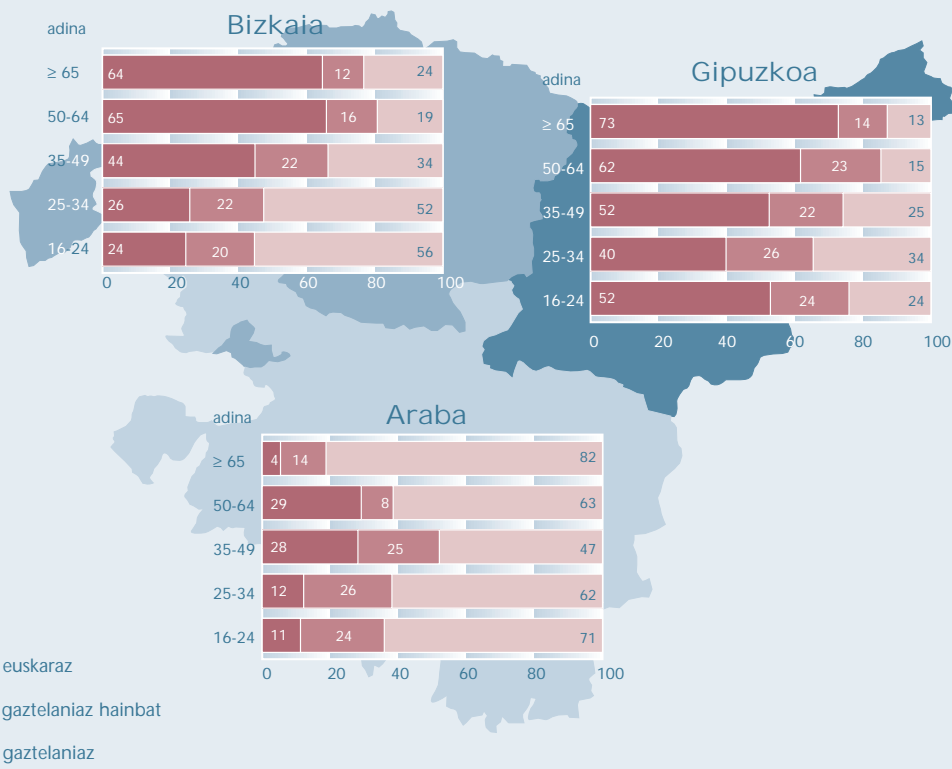 Bizkaia
adina
≥ 65 64 12 24
50-64 65 16 19
35-49 44 22 34
25-34 26 22 52
16-24 24 20 56
0 20 40 60 80 100
Gipuzkoa
adina
≥ 65 73 14 13
50-64 62 23 15
35-49 52 22 25
25-34 40 26 34
16-24 52 24 24
0 20 40 60 80 100
Araba
adina
≥ 65 4 14 82
50-64 29 8 63
35-49 28 25 47
25-34 12 26 62
16-24 11 24 71
0 20 40 60 80 100
euskaraz
gaztelaniaz hainbat
gaztelaniaz